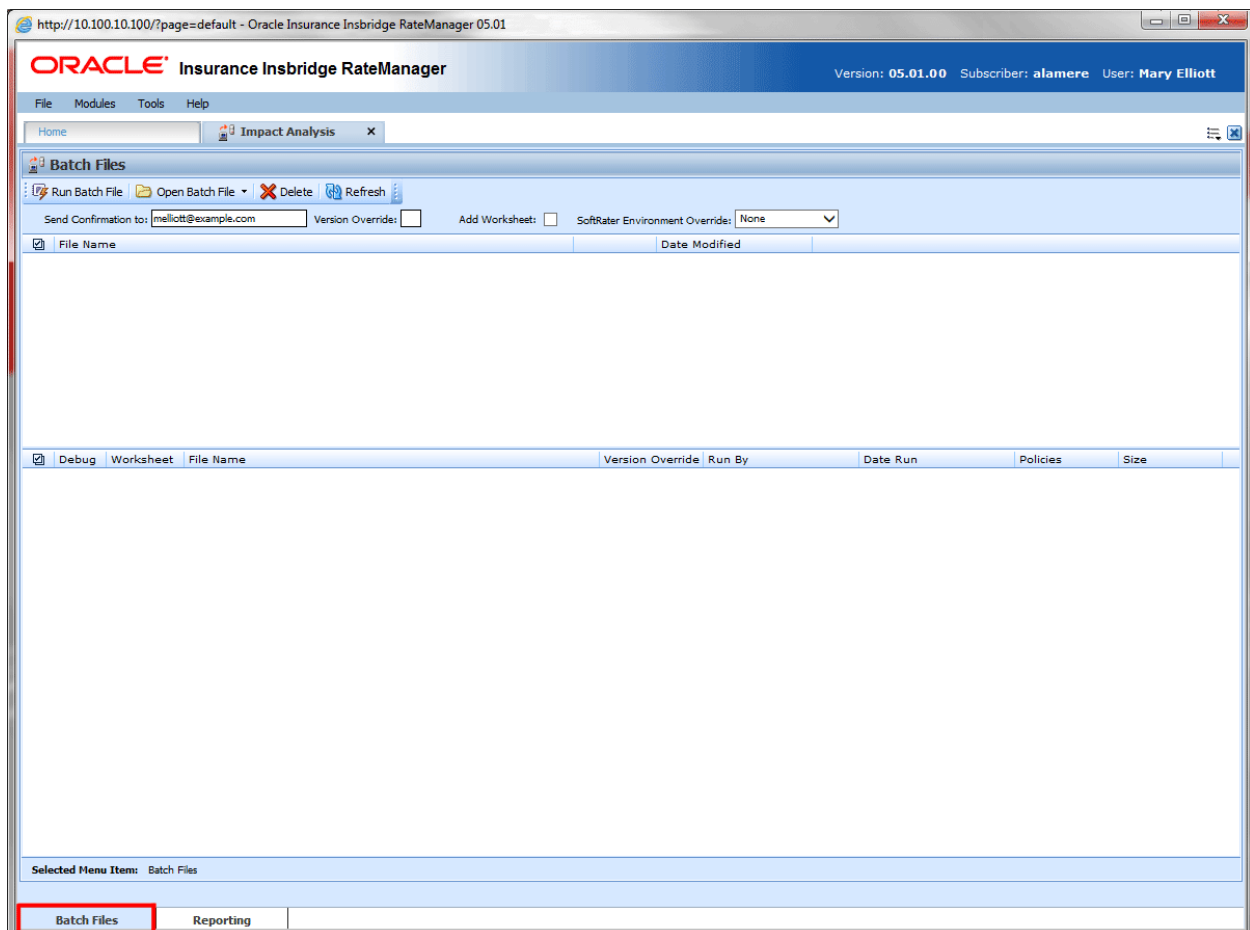 http://10.100.10.100/?page=default - Oracle Insurance Insbridge RateManager 05.01
ORACLE Insurance Insbridge RateManager
Version: 05.01.00 Subscriber: alamere User: Mary Elliott
File Modules Tools Help
Home Impact Analysis x
Batch Files
Run Batch File Open Batch File Delete Refresh
Send Confirmation to: melliott@example.com Version Override: Add Worksheet: SoftRater Environment Override: None
File Name Date Modified
Debug Worksheet File Name Version Override Run By Date Run Policies Size
Selected Menu Item: Batch Files
Batch Files Reporting